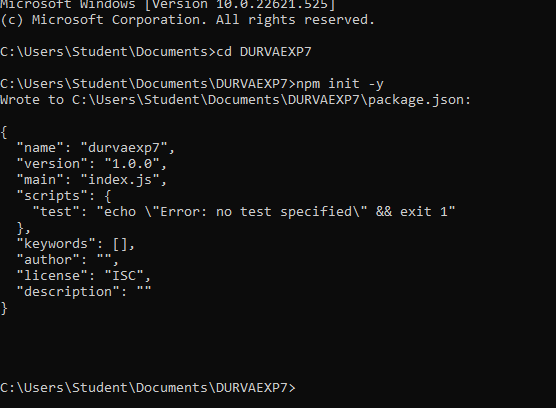 Microsoft Windows [Version 10.0.22621.525]
(c) Microsoft Corporation. All rights reserved.
C:\Users\Student\Documents>cd DURVAEXP7
C:\Users\Student\Documents\DURVAEXP7>npm init -y
Wrote to C:\Users\Student\Documents\DURVAEXP7\package.json:
{
  "name": "durvaexp7",
  "version": "1.0.0",
  "main": "index.js",
  "scripts": {
    "test": "echo \"Error: no test specified\" && exit 1"
  },
  "keywords": [],
  "author": "",
  "license": "ISC",
  "description": ""
}
C:\Users\Student\Documents\DURVAEXP7>